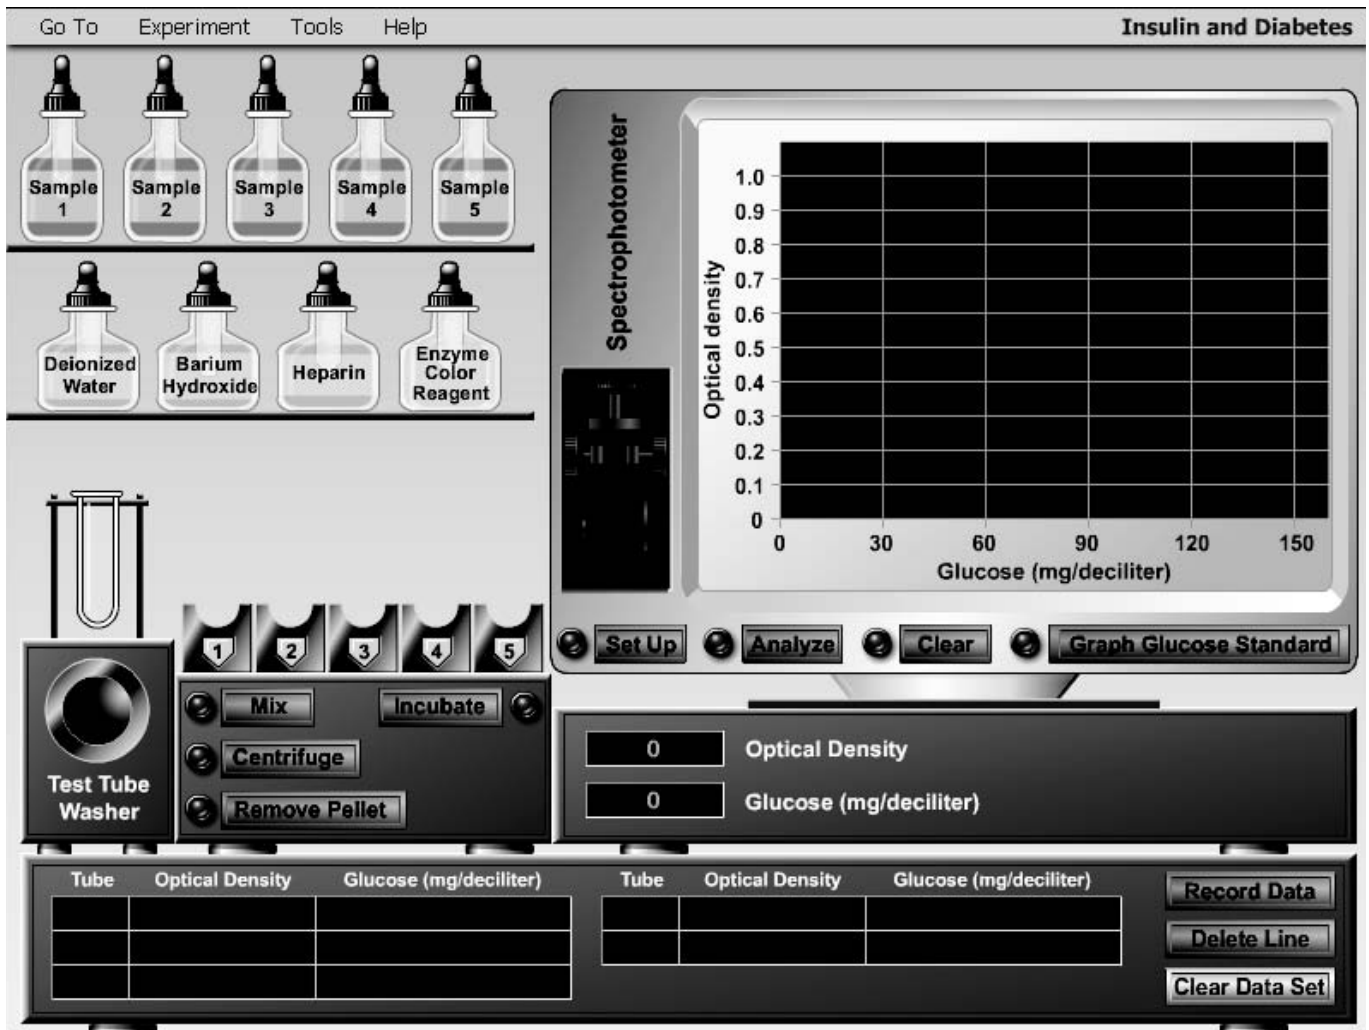 Go To Experiment Tools Help
Insulin and Diabetes
Sample
1
Sample
2
Sample
3
Sample
4
Sample
5
Deionized
Water
Barium
Hydroxide
Heparin
Enzyme
Color
Reagent
Spectrophotometer
Optical density
1.0
0.9
0.8
0.7
0.6
0.5
0.4
0.3
0.2
0.1
0
0 30 60 90 120 150
Glucose (mg/deciliter)
Set Up Analyze Clear Graph Glucose Standard
1 2 3 4 5
Mix Incubate
Centrifuge
Remove Pellet
Test Tube
Washer
0 Optical Density
0 Glucose (mg/deciliter)
Tube Optical Density Glucose (mg/deciliter) Tube Optical Density Glucose (mg/deciliter)
Record Data
Delete Line
Clear Data Set